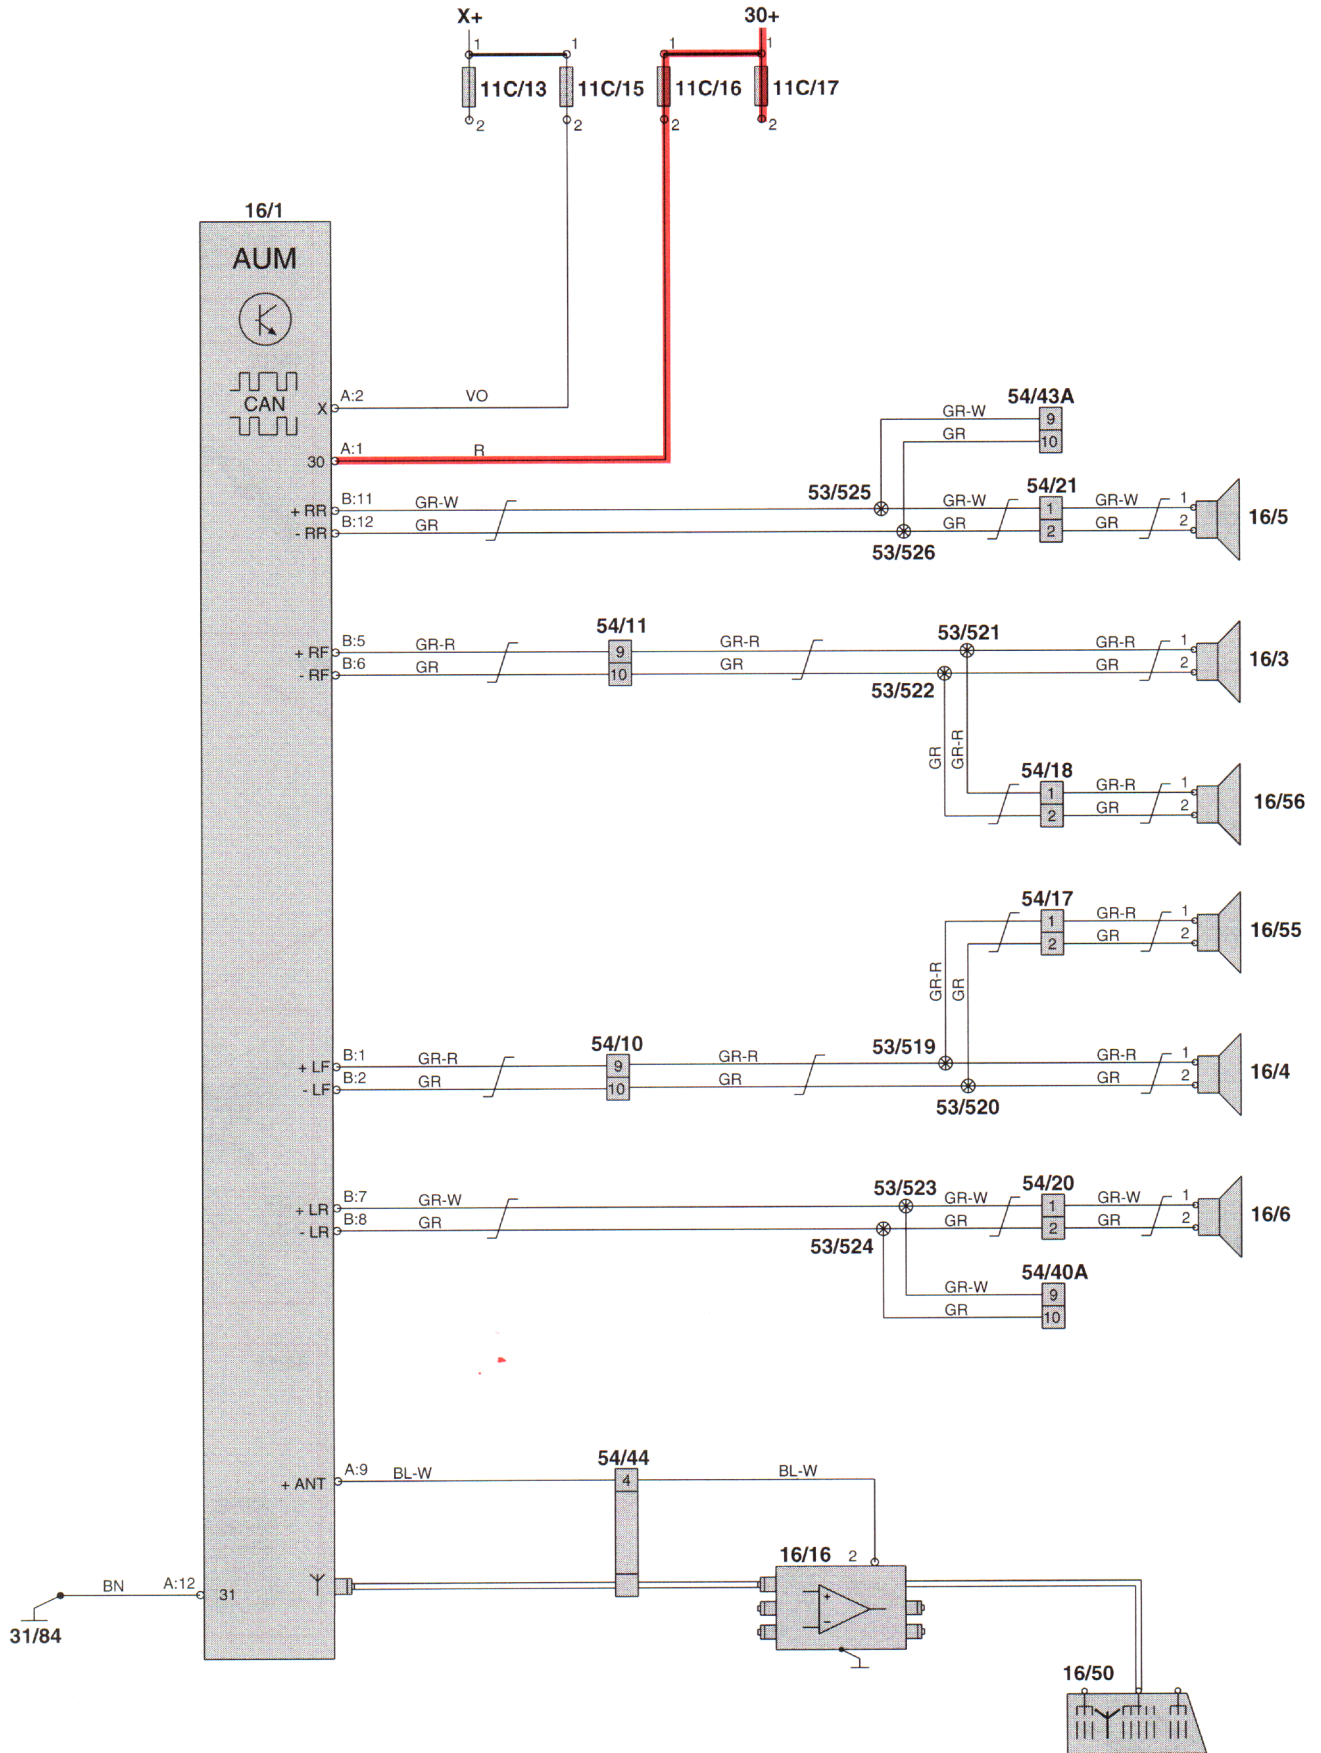 X+ 30+
1 1 1 1
11C/13 11C/15 11C/16 11C/17
2 2 2 2
16/1
AUM
CAN
X A:2 VO
30 A:1 R
54/43A
GR-W 9
GR 10
+ RR B:11 GR-W 53/525 GR-W 54/21 1 GR-W 1
- RR B:12 GR 53/526 GR 2 GR 2
16/5
+ RF B:5 GR-R 54/11 9 GR-R 53/521 GR-R 1
- RF B:6 GR 10 GR 53/522 GR 2
16/3
GR GR-R
54/18
1 GR-R 1
2 GR 2
16/56
54/17
1 GR-R 1
2 GR 2
16/55
GR-R GR
+ LF B:1 GR-R 54/10 9 GR-R 53/519 GR-R 1
- LF B:2 GR 10 GR 53/520 GR 2
16/4
+ LR B:7 GR-W 53/523 GR-W 54/20 1 GR-W 1
- LR B:8 GR 53/524 GR 2 GR 2
16/6
54/40A
GR-W 9
GR 10
54/44
+ ANT A:9 BL-W 4 BL-W
16/16 2
+
−
BN A:12 31
31/84
16/50